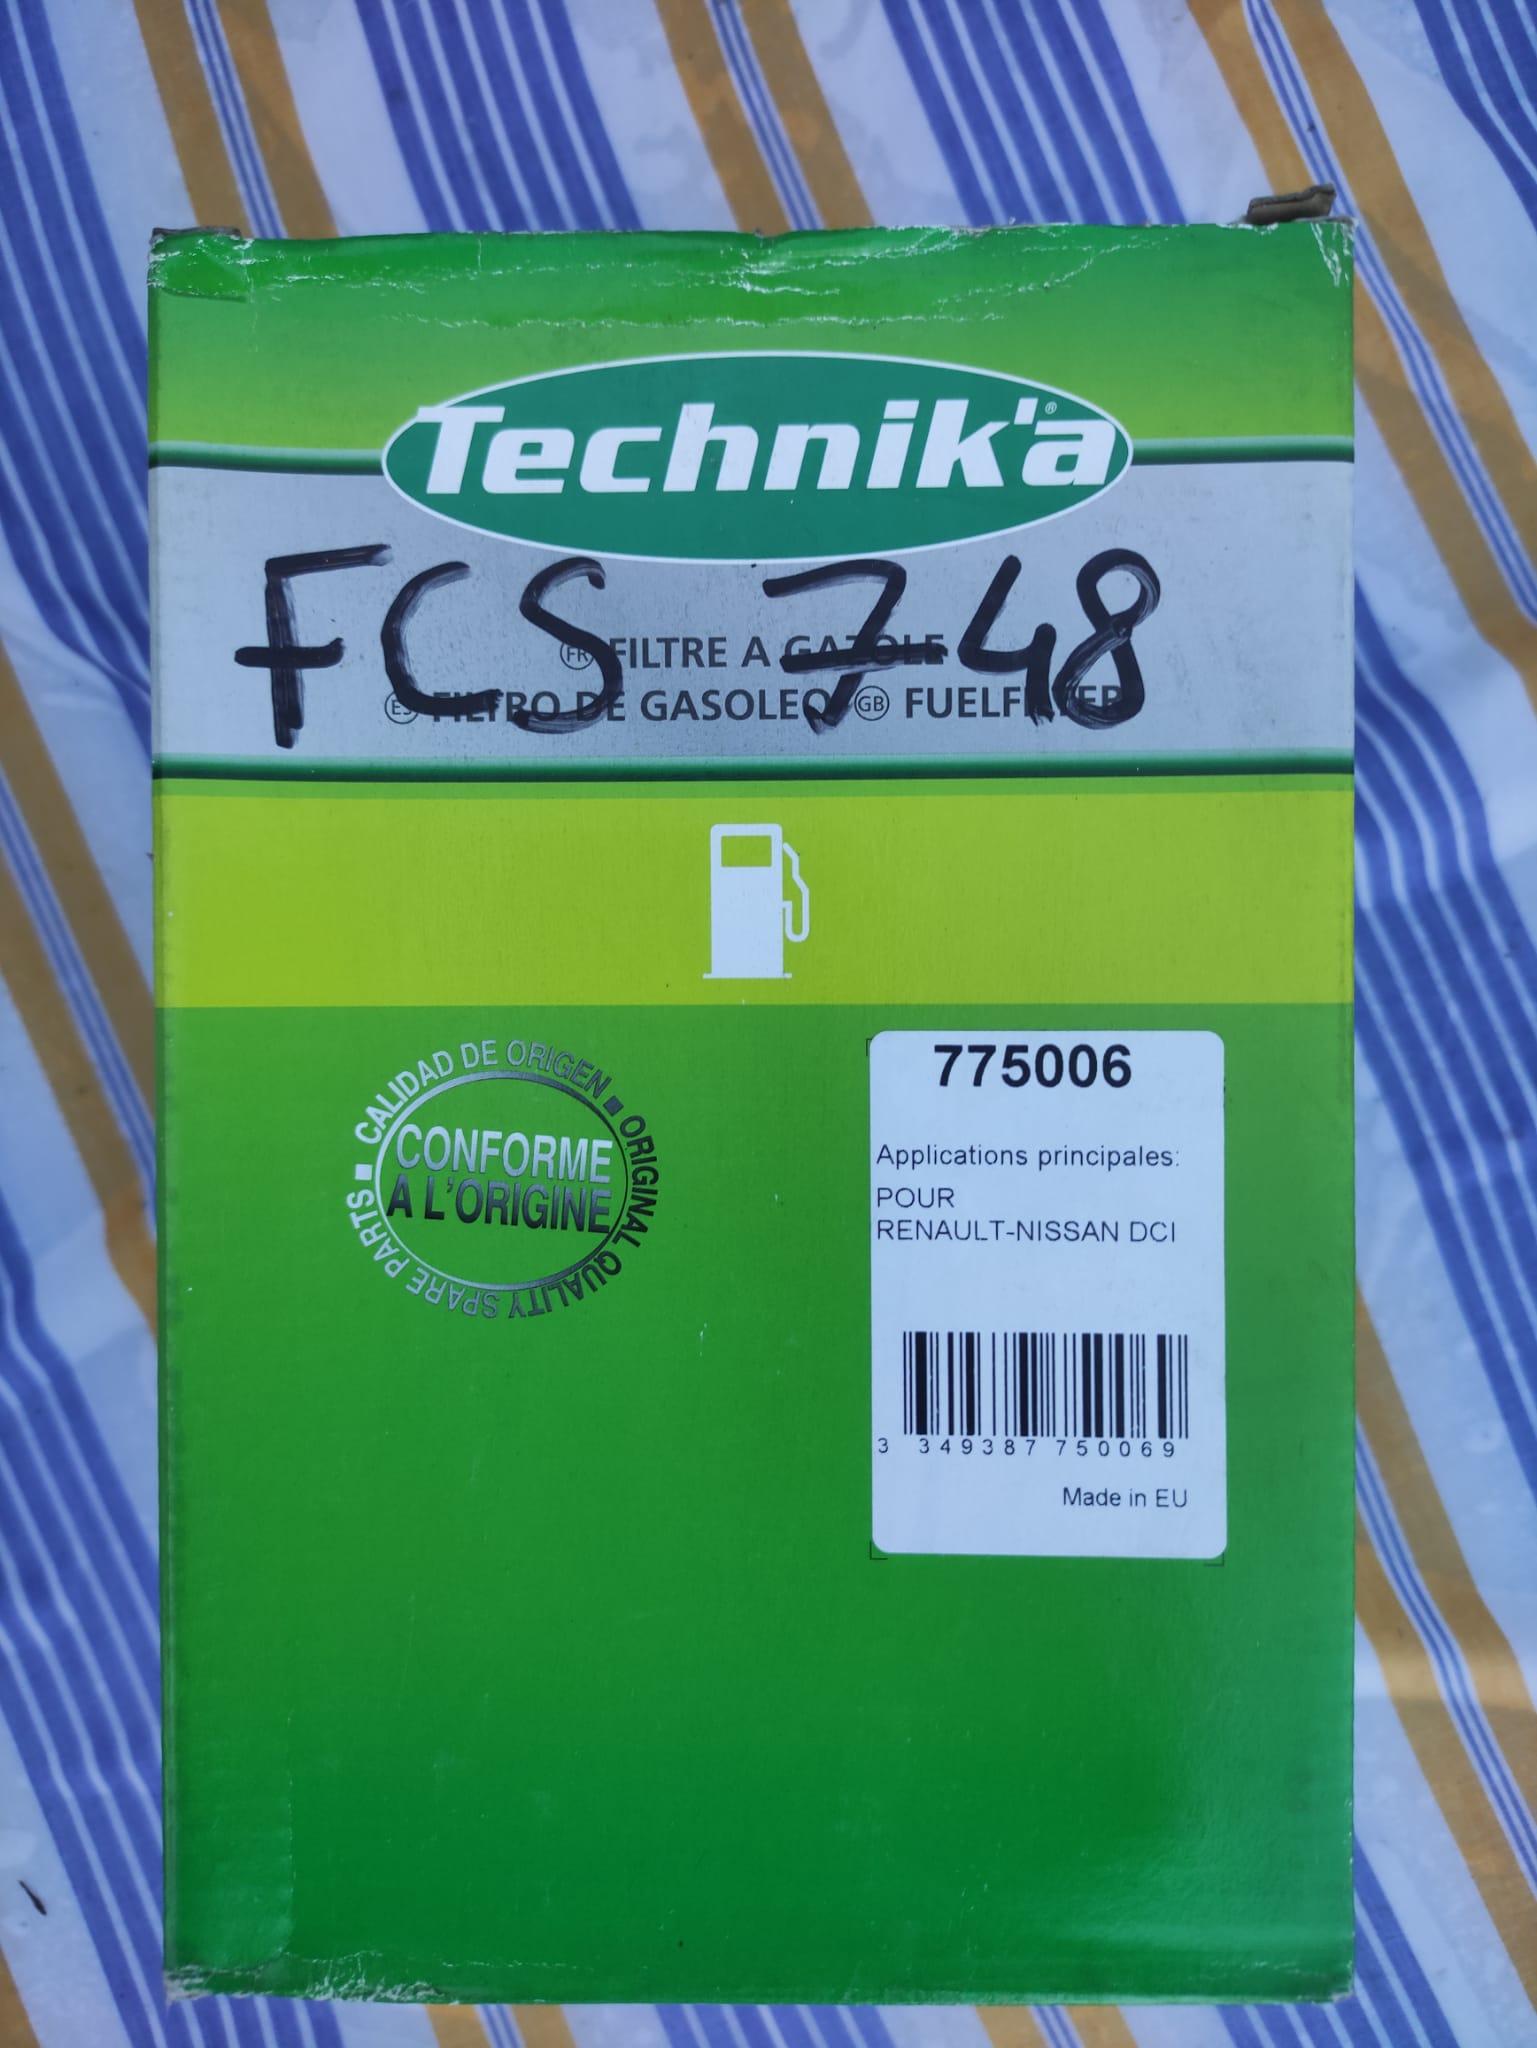 Technik'a®
FCS 748
FR FILTRE A GAZOLE
ES FILTRO DE GASOLEO GB FUELFILTER
CALIDAD DE ORIGEN ■ ORIGINAL QUALITY SPARE PARTS ■
CONFORME
A L'ORIGINE
775006
Applications principales:
POUR
RENAULT-NISSAN DCI
3 349387 750069
Made in EU